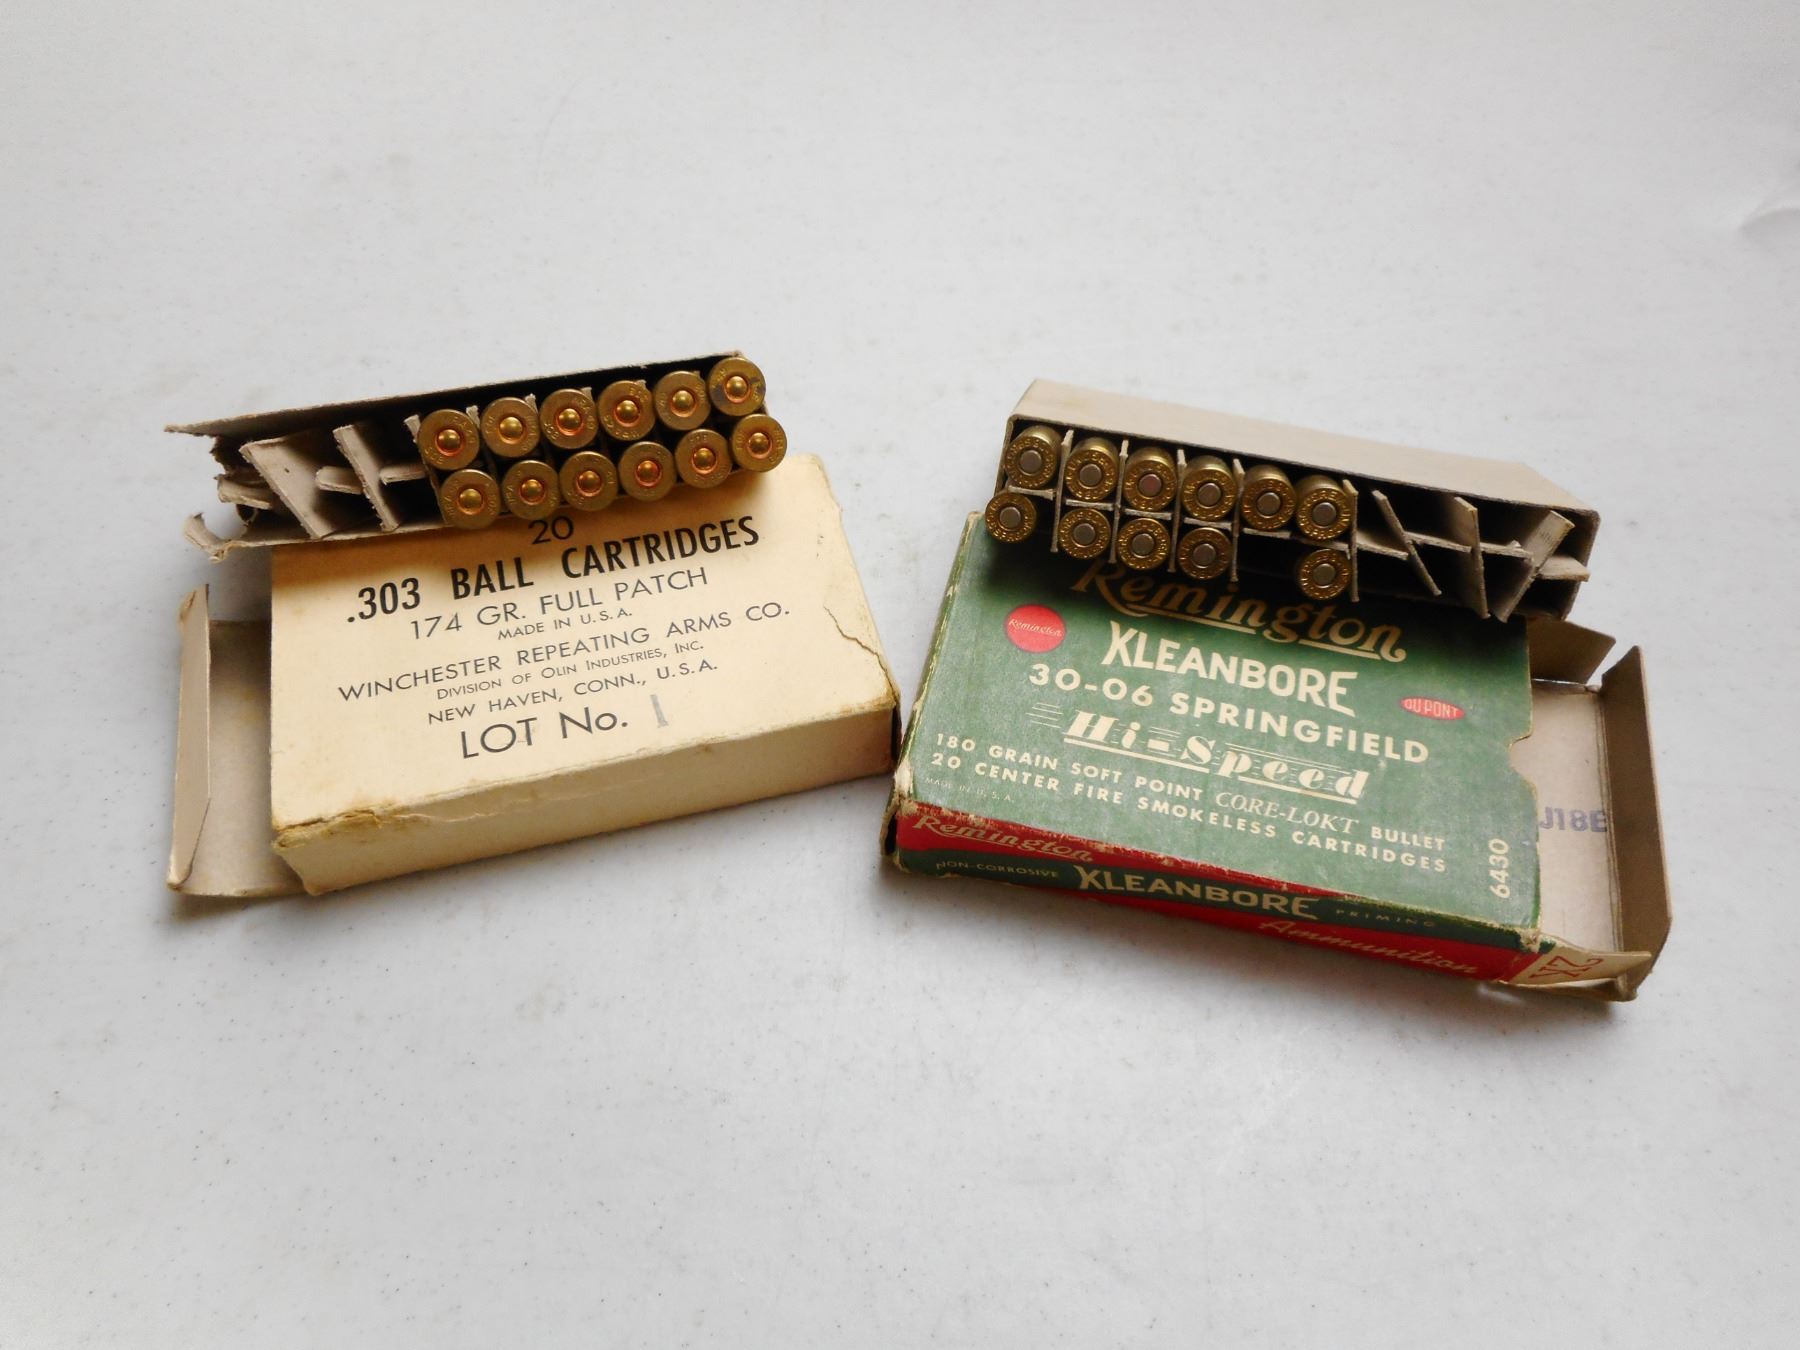 20
.303 BALL CARTRIDGES
174 GR. FULL PATCH
MADE IN U.S.A.
WINCHESTER REPEATING ARMS CO.
DIVISION OF OLIN INDUSTRIES, INC.
NEW HAVEN, CONN., U.S.A.
LOT No. 1
Remington
Remington
XLEANBORE
30-06 SPRINGFIELD
DU PONT
Hi-Speed
180 GRAIN SOFT POINT CORE-LOKT BULLET
20 CENTER FIRE SMOKELESS CARTRIDGES
MADE IN U.S.A.
6430
Remington
NON-CORROSIVE XLEANBORE PRIMING
Ammunition
J18E